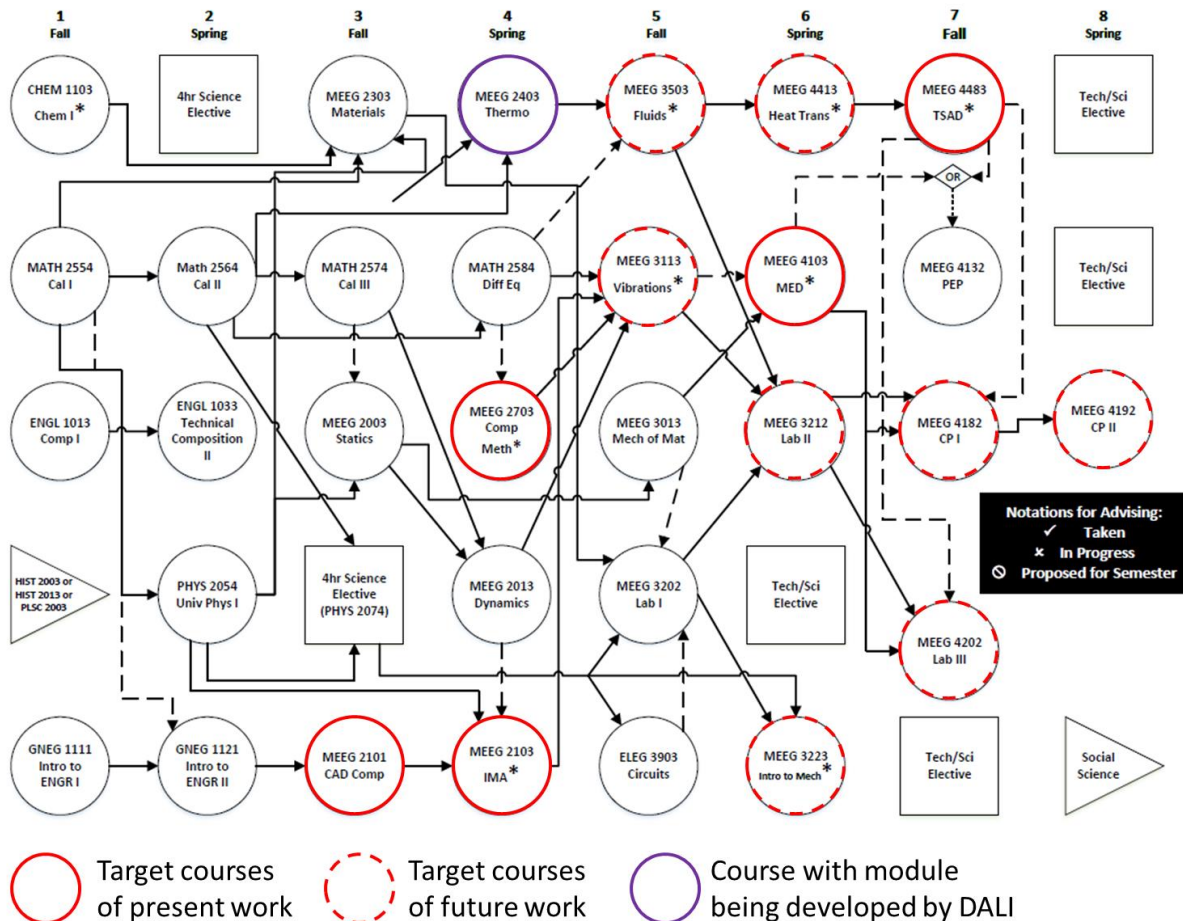 1
Fall
2
Spring
3
Fall
4
Spring
5
Fall
6
Spring
7
Fall
8
Spring
CHEM 1103
Chem I *
4hr Science
Elective
MEEG 2303
Materials
MEEG 2403
Thermo
MEEG 3503
Fluids *
MEEG 4413
Heat Trans *
MEEG 4483
TSAD *
Tech/Sci
Elective
OR
MATH 2554
Cal I
Math 2564
Cal II
MATH 2574
Cal III
MATH 2584
Diff Eq
MEEG 3113
Vibrations *
MEEG 4103
MED *
MEEG 4132
PEP
Tech/Sci
Elective
ENGL 1013
Comp I
ENGL 1033
Technical
Composition
II
MEEG 2003
Statics
MEEG 2703
Comp
Meth *
MEEG 3013
Mech of Mat
MEEG 3212
Lab II
MEEG 4182
CP I
MEEG 4192
CP II
Notations for Advising:
✓ Taken
× In Progress
⦸ Proposed for Semester
HIST 2003 or
HIST 2013 or
PLSC 2003
PHYS 2054
Univ Phys I
4hr Science
Elective
(PHYS 2074)
MEEG 2013
Dynamics
MEEG 3202
Lab I
Tech/Sci
Elective
MEEG 4202
Lab III
GNEG 1111
Intro to
ENGR I
GNEG 1121
Intro to
ENGR II
MEEG 2101
CAD Comp
MEEG 2103
IMA *
ELEG 3903
Circuits
MEEG 3223
Intro to Mech *
Tech/Sci
Elective
Social
Science
Target courses
of present work
Target courses
of future work
Course with module
being developed by DALI